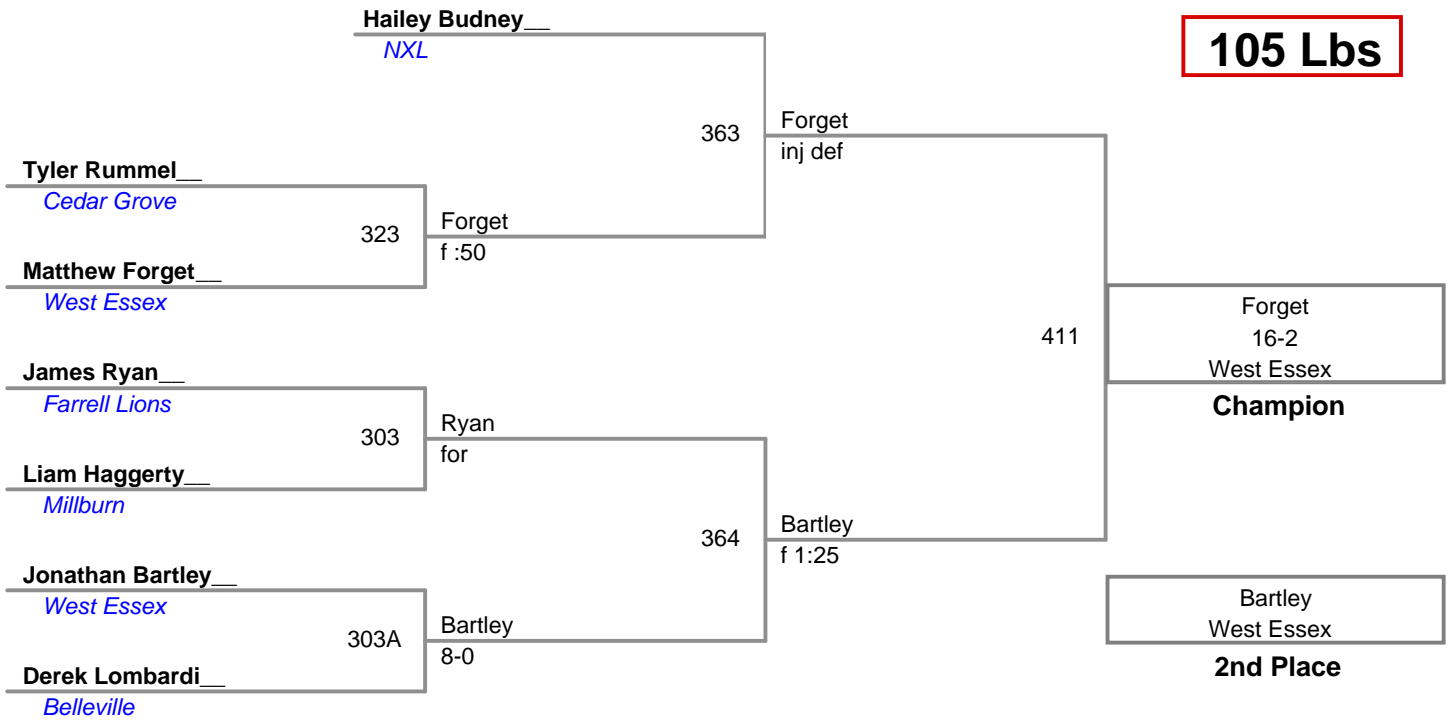 Hailey Budney__
NXL
105 Lbs
363
Forget
inj def
Tyler Rummel__
Cedar Grove
323
Forget
f :50
Matthew Forget__
West Essex
411
Forget
16-2
West Essex
Champion
James Ryan__
Farrell Lions
303
Ryan
for
Liam Haggerty__
Millburn
364
Bartley
f 1:25
Jonathan Bartley__
West Essex
303A
Bartley
8-0
Derek Lombardi__
Belleville
Bartley
West Essex
2nd Place